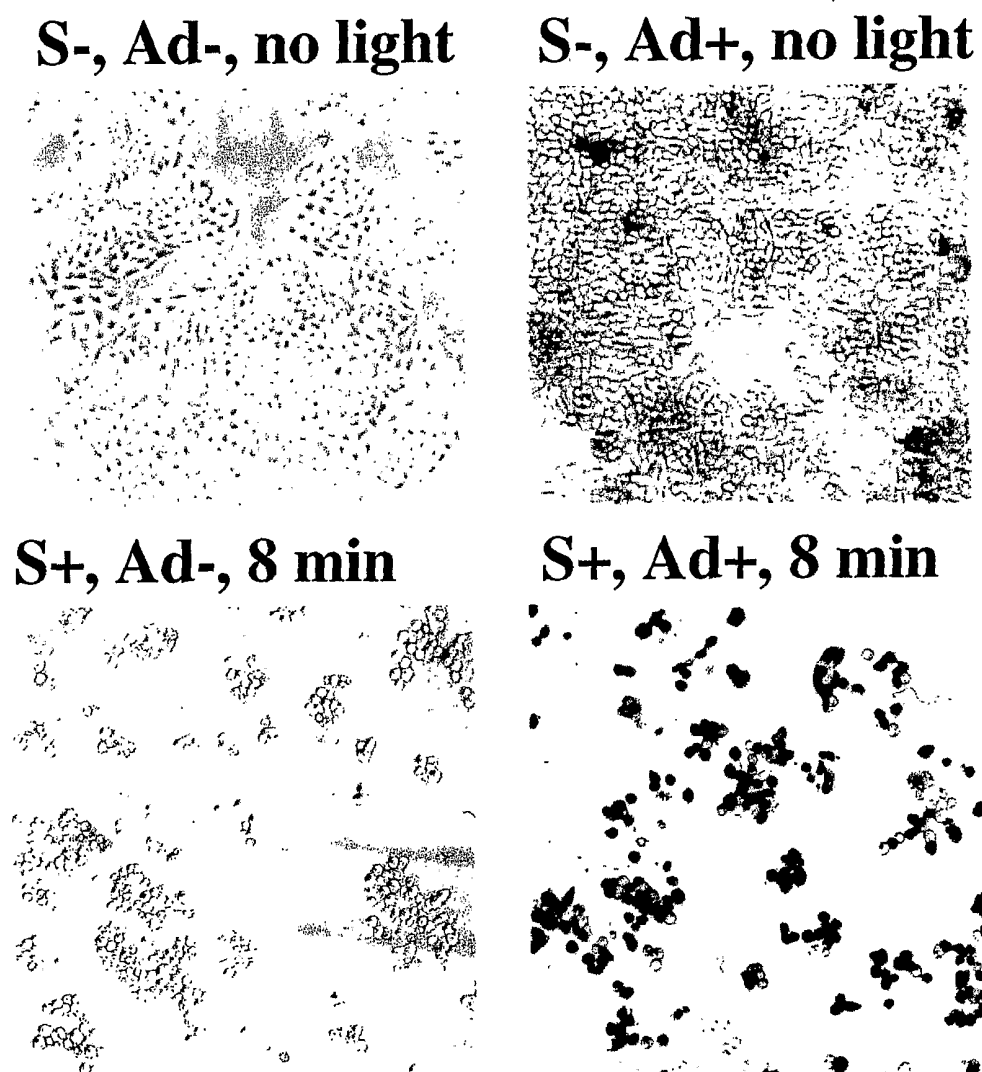 S-, Ad-, no light
S-, Ad+, no light
S+, Ad-, 8 min
S+, Ad+, 8 min